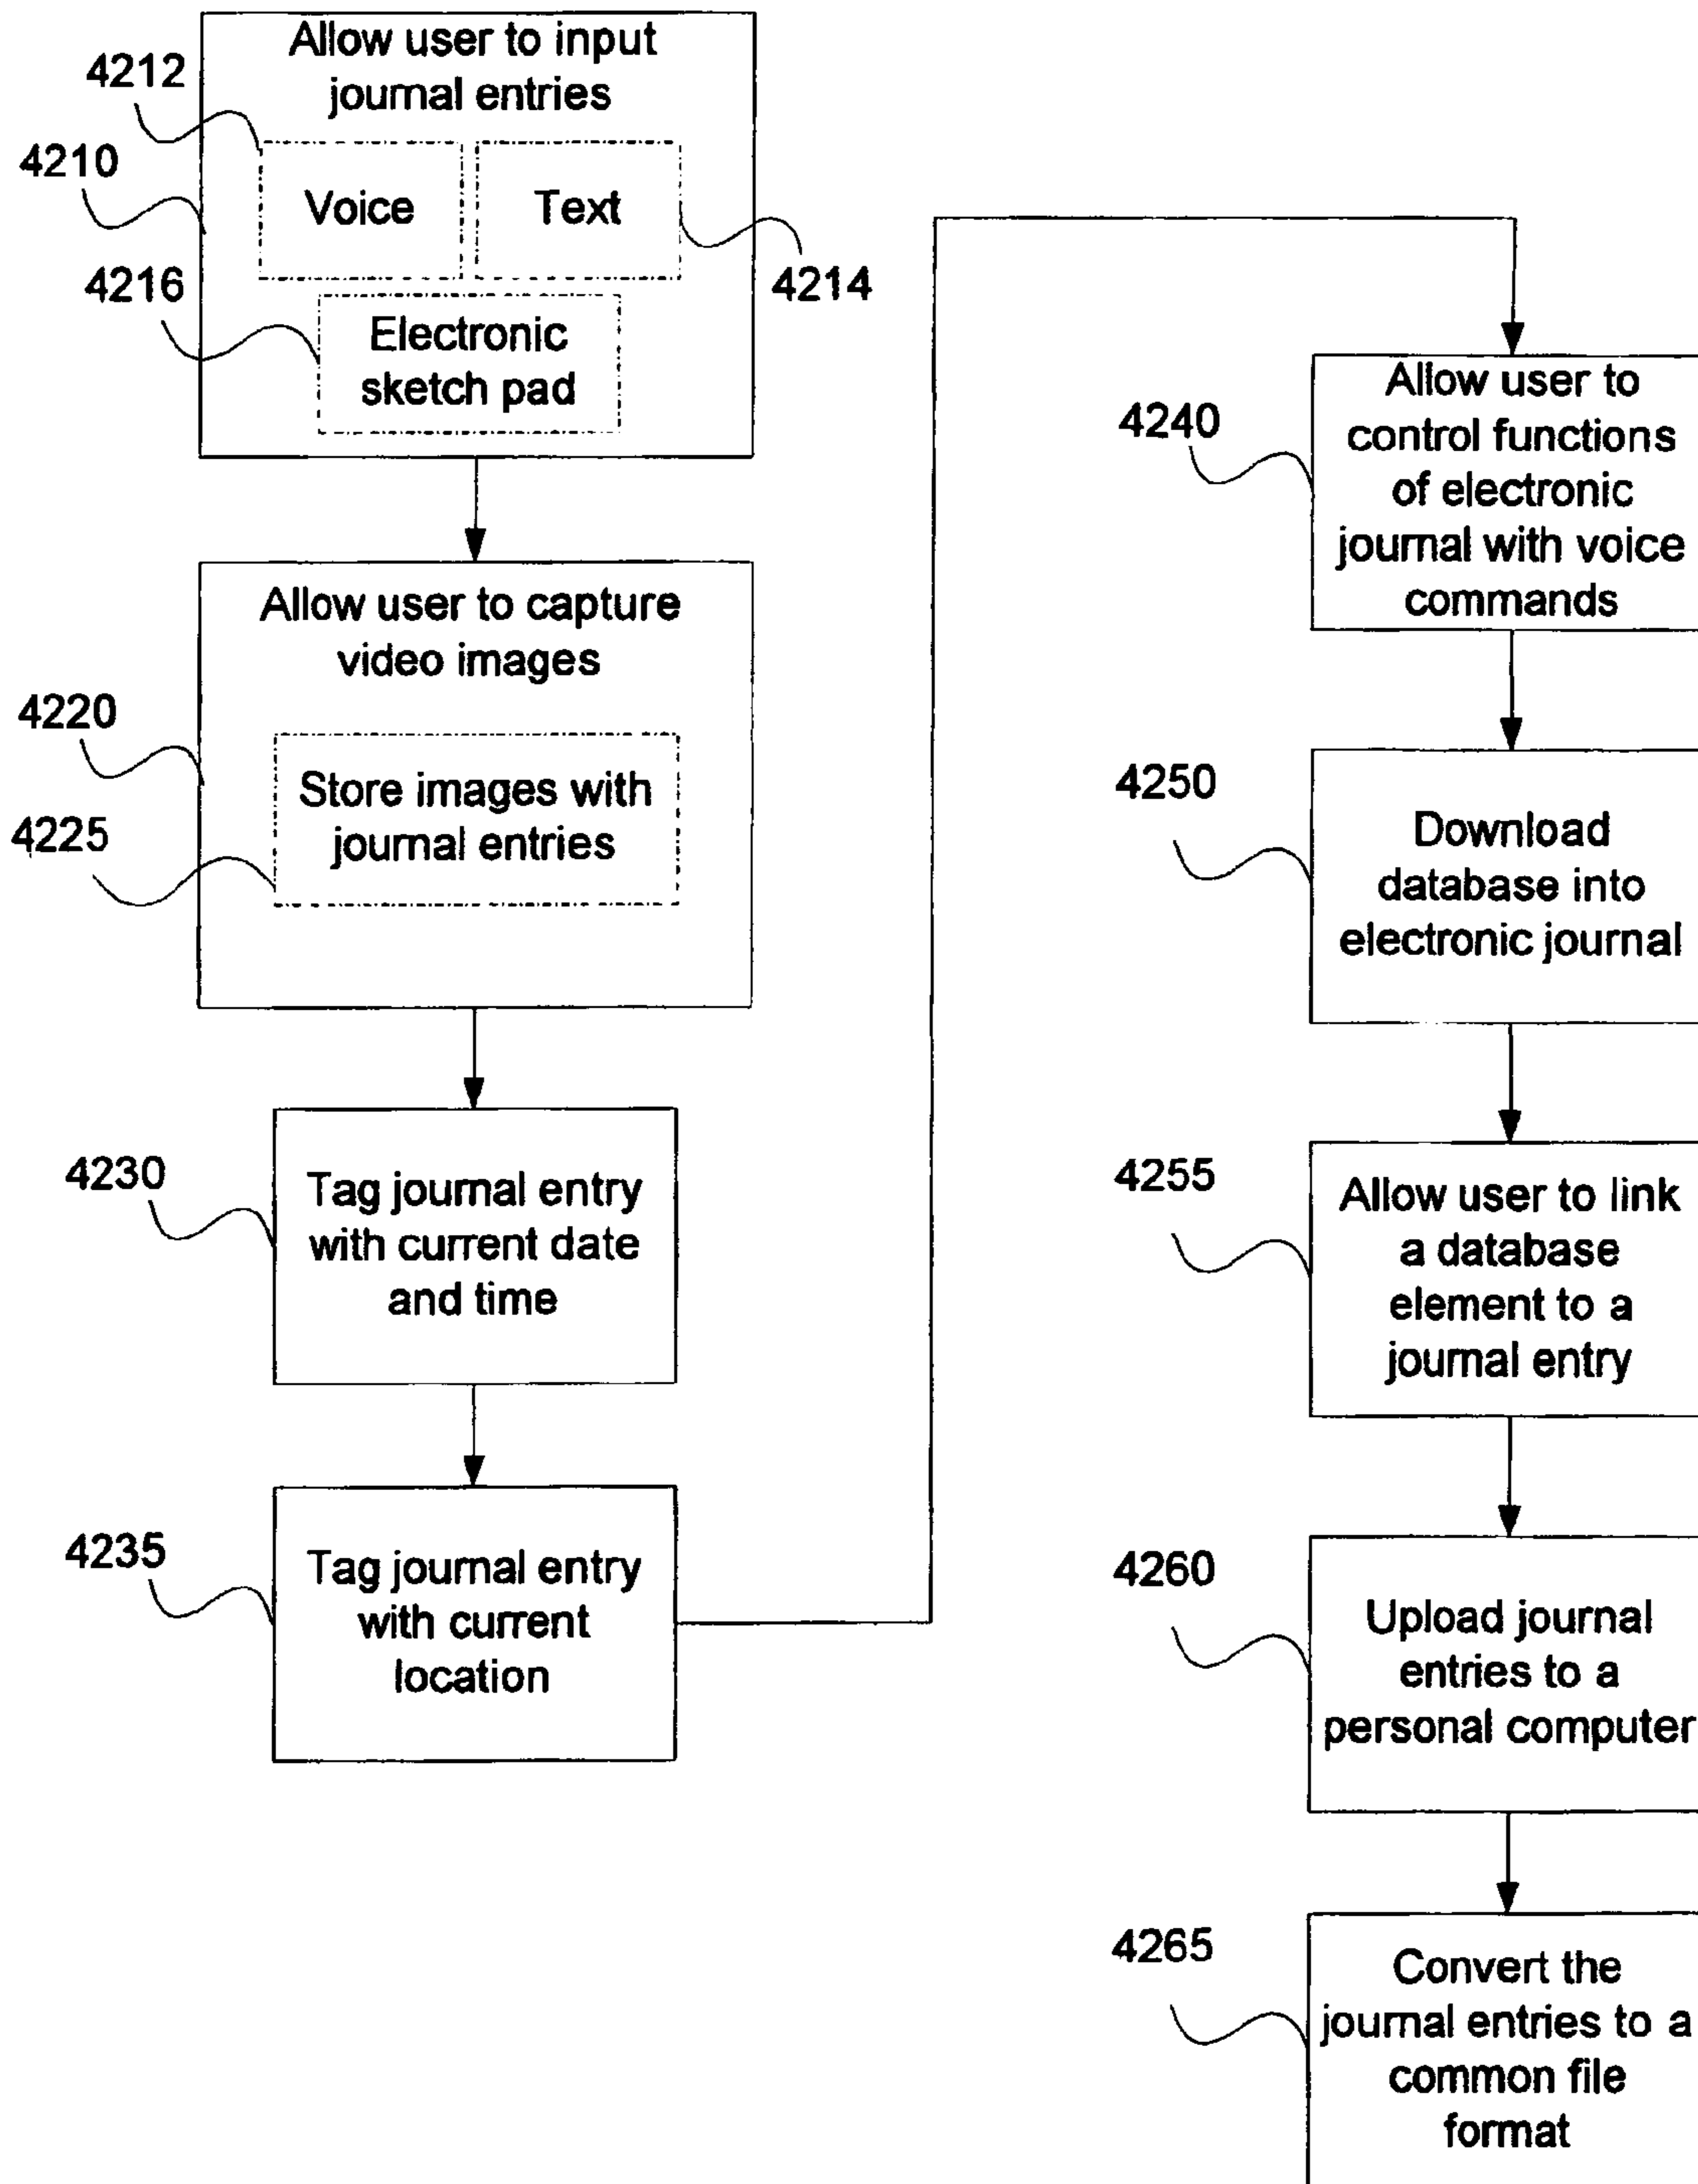 Allow user to input
journal entries
4212
4210
Voice
Text
4214
4216
Electronic
sketch pad
Allow user to capture
video images
4220
Store images with
journal entries
4225
4230
Tag journal entry
with current date
and time
4235
Tag journal entry
with current
location
4240
Allow user to
control functions
of electronic
journal with voice
commands
4250
Download
database into
electronic journal
4255
Allow user to link
a database
element to a
journal entry
4260
Upload journal
entries to a
personal computer
4265
Convert the
journal entries to a
common file
format